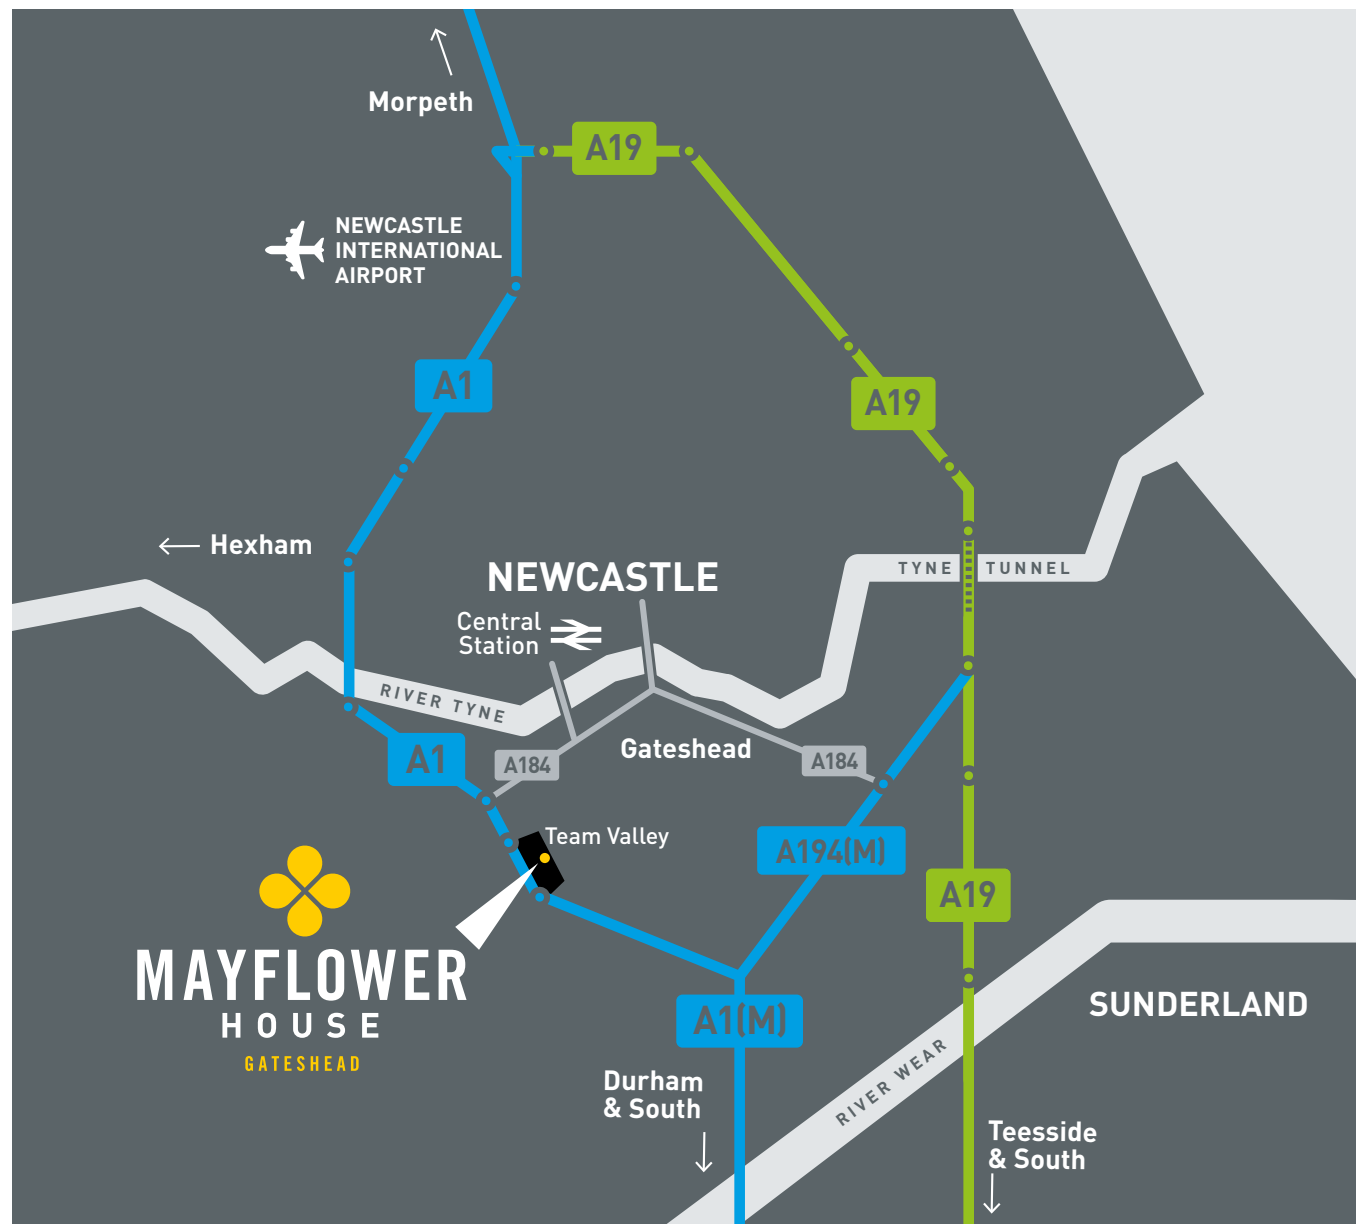 Morpeth
A19
NEWCASTLE
INTERNATIONAL
AIRPORT
A1
A19
Hexham
NEWCASTLE
TYNE TUNNEL
Central
Station
RIVER TYNE
Gateshead
A1
A184
A184
Team Valley
A194(M)
A19
MAYFLOWER
HOUSE
GATESHEAD
A1(M)
SUNDERLAND
RIVER WEAR
Durham
& South
Teesside
& South